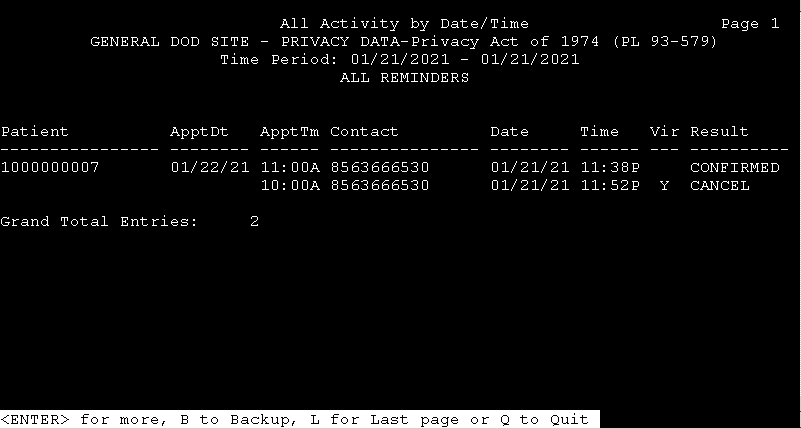 All Activity by Date/Time Page 1
GENERAL DOD SITE - PRIVACY DATA-Privacy Act of 1974 (PL 93-579)
Time Period: 01/21/2021 - 01/21/2021
ALL REMINDERS
Patient ApptDt ApptTm Contact Date Time Vir Result
---------------- -------- ------ --------------- -------- ------ --- ----------
1000000007 01/22/21 11:00A 8563666530 01/21/21 11:38P CONFIRMED
10:00A 8563666530 01/21/21 11:52P Y CANCEL
Grand Total Entries: 2
<ENTER> for more, B to Backup, L for Last page or Q to Quit